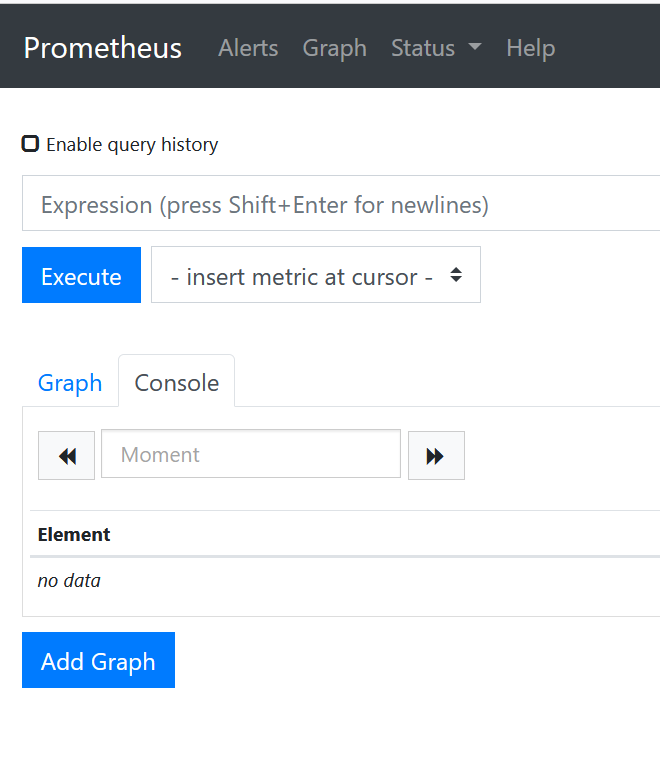 Prometheus Alerts Graph Status Help
Enable query history
Expression (press Shift+Enter for newlines)
Execute - insert metric at cursor -
Graph Console
Moment
Element
no data
Add Graph